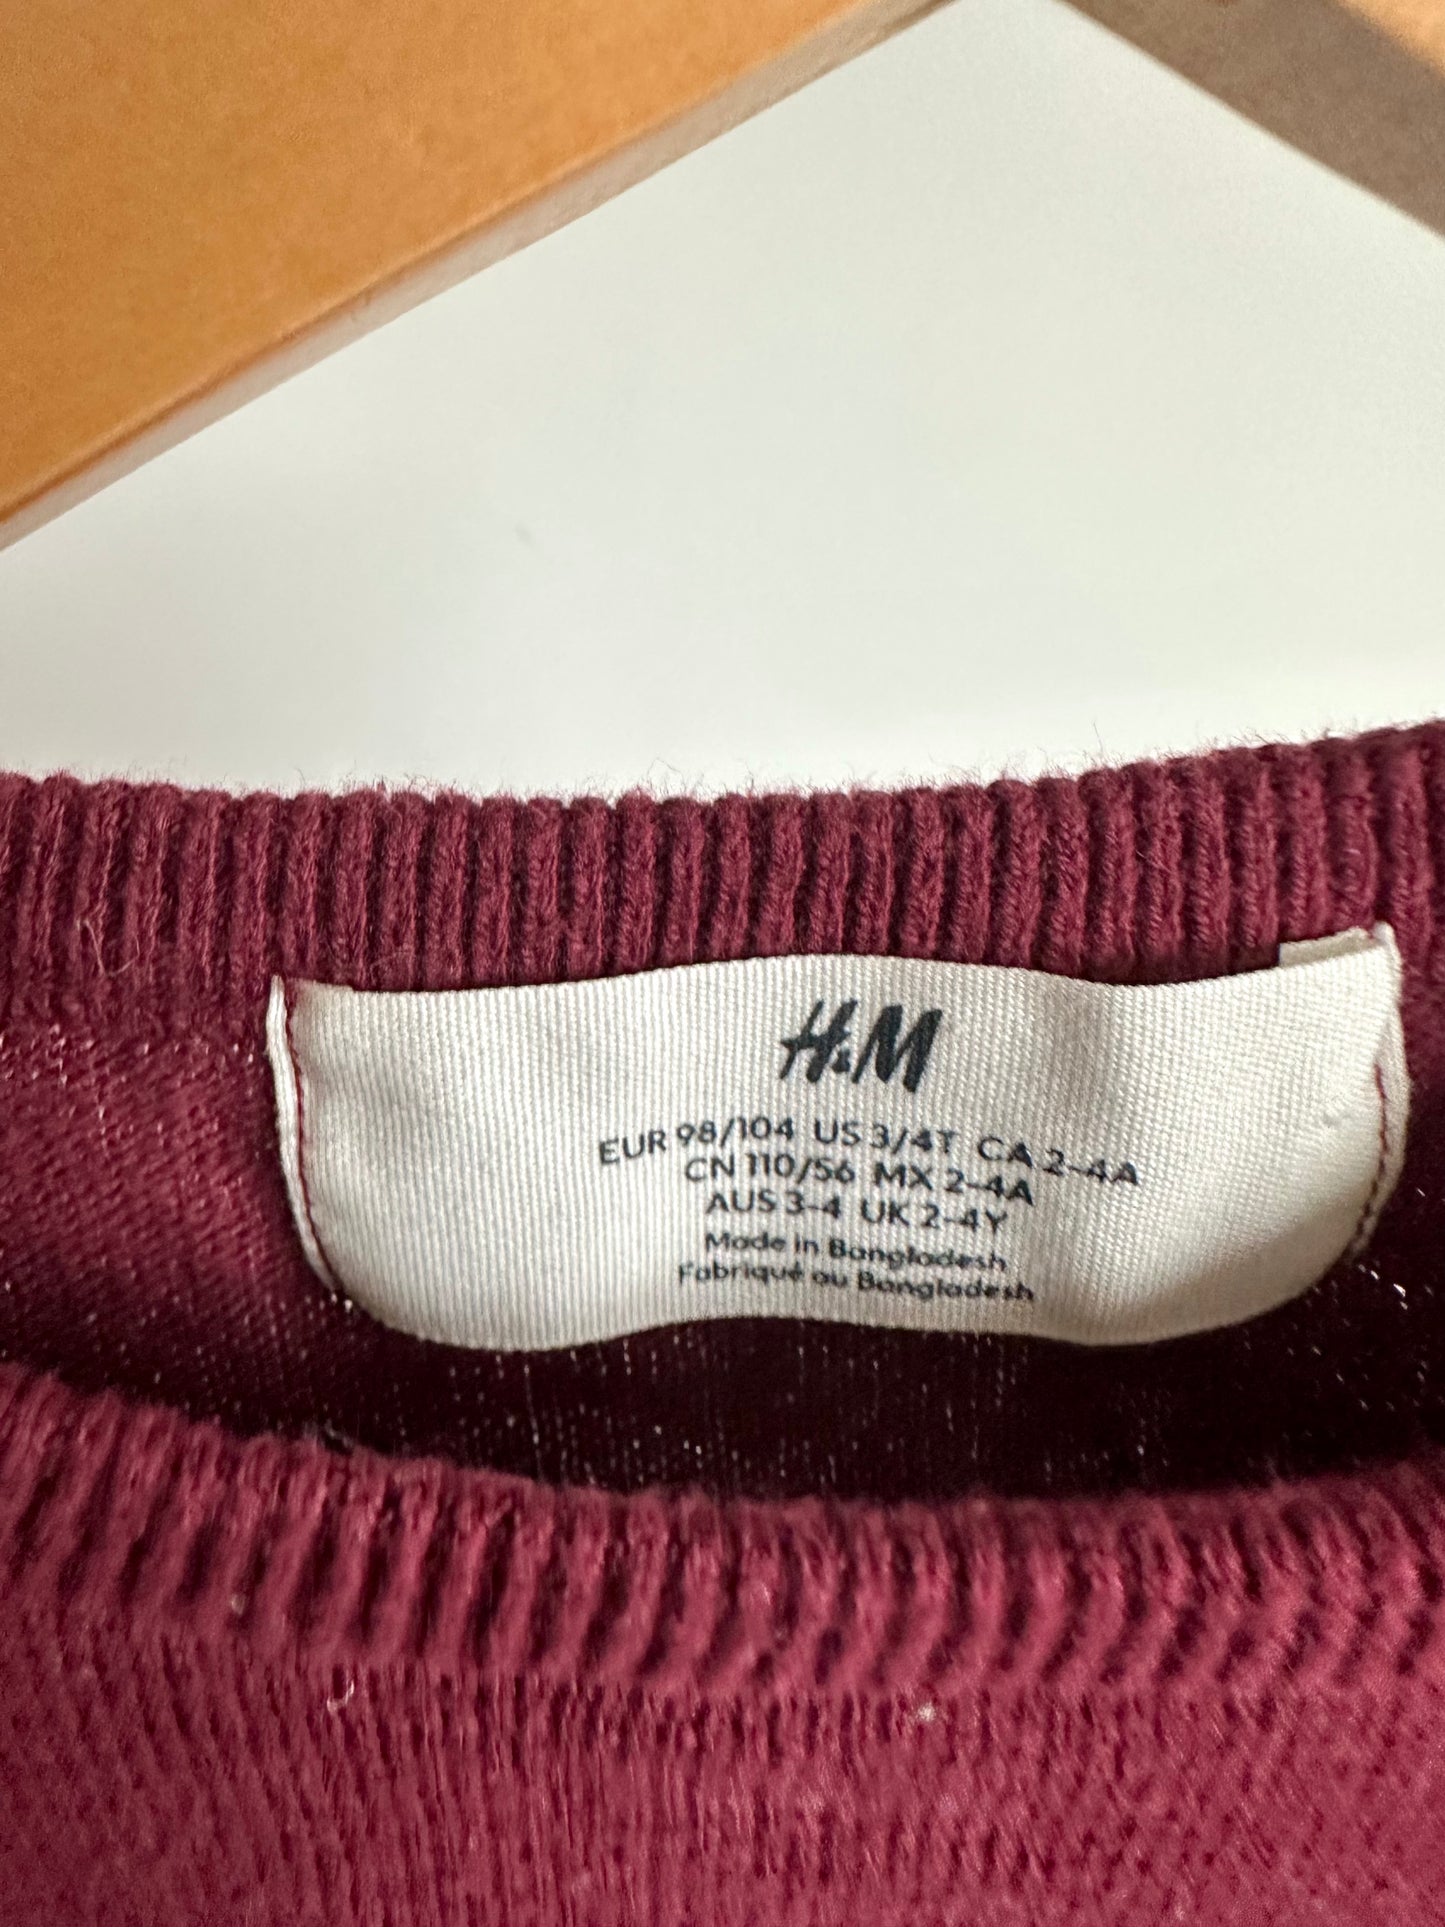 H&M
EUR 98/104 US 3/4T CA 2-4A
CN 110/56 MX 2-4A
AUS 3-4 UK 2-4Y
Made in Bangladesh
Fabriqué au Bangladesh